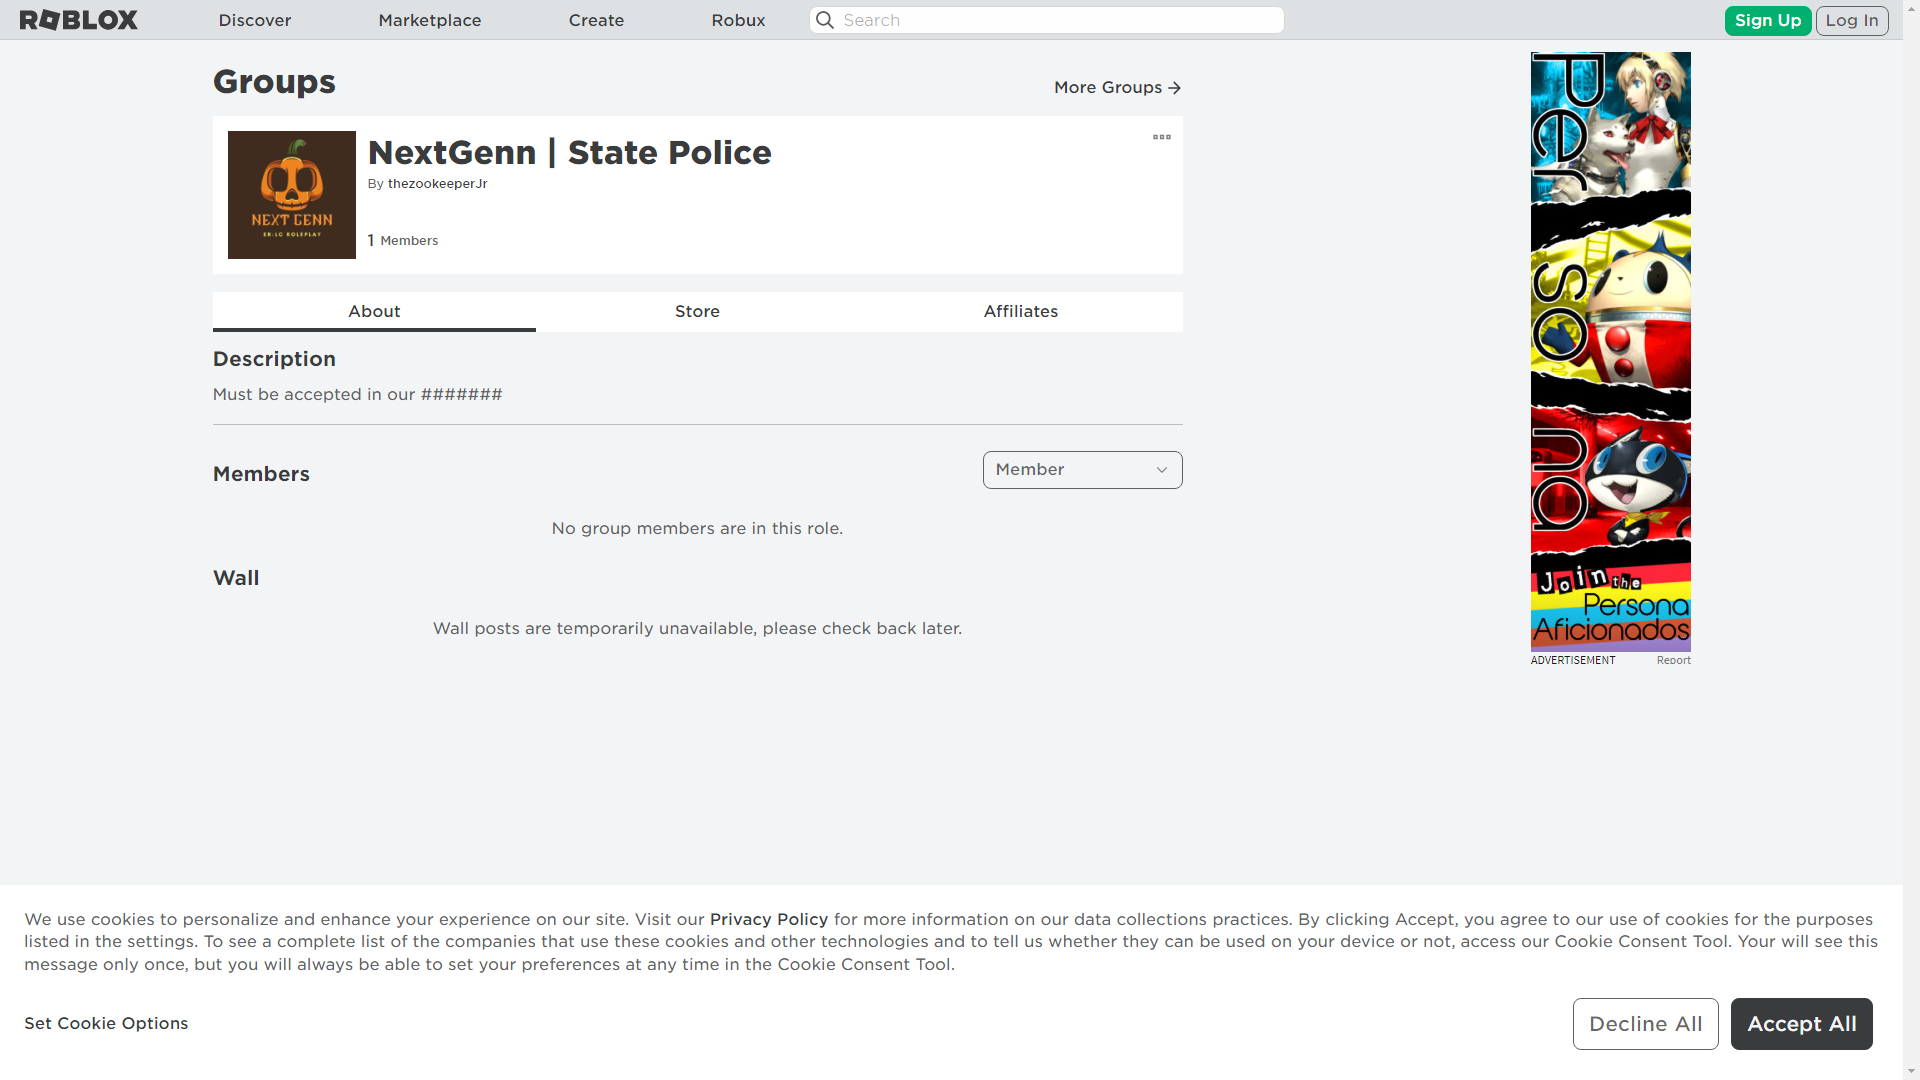 ROBLOX
Discover
Marketplace
Create
Robux
Search
Sign Up
Log In
Groups
More Groups
NEXT GENN
ER:LC ROLEPLAY
NextGenn | State Police
By thezookeeperJr
1 Members
About
Store
Affiliates
Description
Must be accepted in our #######
Members
Member
No group members are in this role.
Wall
Wall posts are temporarily unavailable, please check back later.
Per
so
na
Join the
Persona
Aficionados
ADVERTISEMENT
Report
We use cookies to personalize and enhance your experience on our site. Visit our Privacy Policy for more information on our data collections practices. By clicking Accept, you agree to our use of cookies for the purposes
listed in the settings. To see a complete list of the companies that use these cookies and other technologies and to tell us whether they can be used on your device or not, access our Cookie Consent Tool. Your will see this
message only once, but you will always be able to set your preferences at any time in the Cookie Consent Tool.
Set Cookie Options
Decline All
Accept All